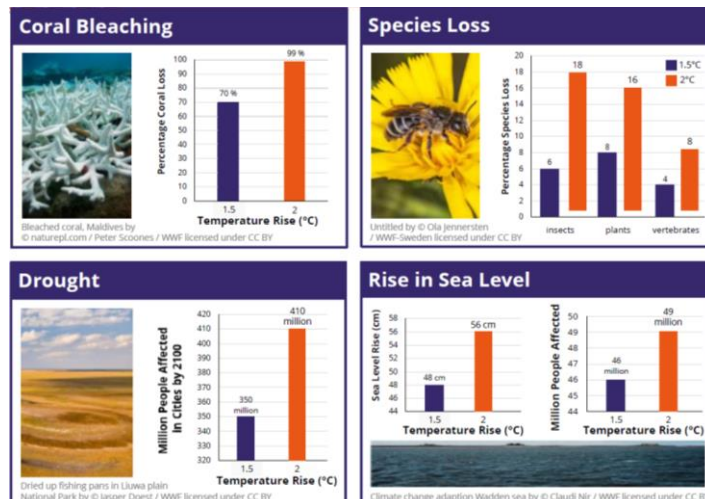 Coral Bleaching
Percentage Coral Loss
100
90
80
70
60
50
40
30
20
10
0
70 %
99 %
1.5
2
Temperature Rise (°C)
Bleached coral, Maldives by
© naturepl.com / Peter Scoones / WWF licensed under CC BY
Species Loss
Percentage Species Loss
20
18
16
14
12
10
8
6
4
2
0
6
18
8
16
4
8
1.5°C
2°C
insects
plants
vertebrates
Untitled by © Ola Jennersten
/ WWF-Sweden licensed under CC BY
Drought
Million People Affected
In Cities by 2100
420
410
400
390
380
370
360
350
340
330
320
350
million
410
million
1.5
2
Temperature Rise (°C)
Dried up fishing pans in Liuwa plain
National Park by © Jasper Doest / WWF licensed under CC BY
Rise in Sea Level
Sea Level Rise (cm)
58
56
54
52
50
48
46
44
48 cm
56 cm
1.5
2
Temperature Rise (°C)
Million People Affected
50
49
48
47
46
45
44
46
million
49
million
1.5
2
Temperature Rise (°C)
Climate change adaption Wadden sea by © Claudi Nir / WWF licensed under CC BY